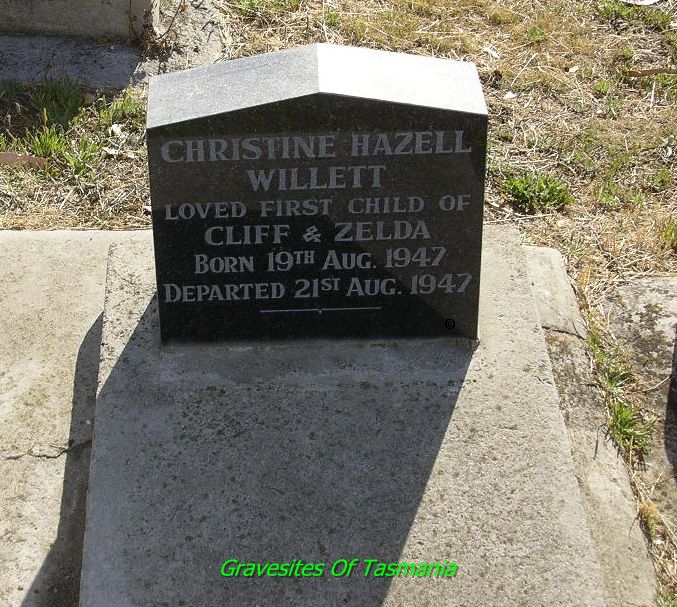 CHRISTINE HAZELL
WILLETT
LOVED FIRST CHILD OF
CLIFF & ZELDA
BORN 19TH AUG. 1947
DEPARTED 21ST AUG. 1947
Gravesites Of Tasmania